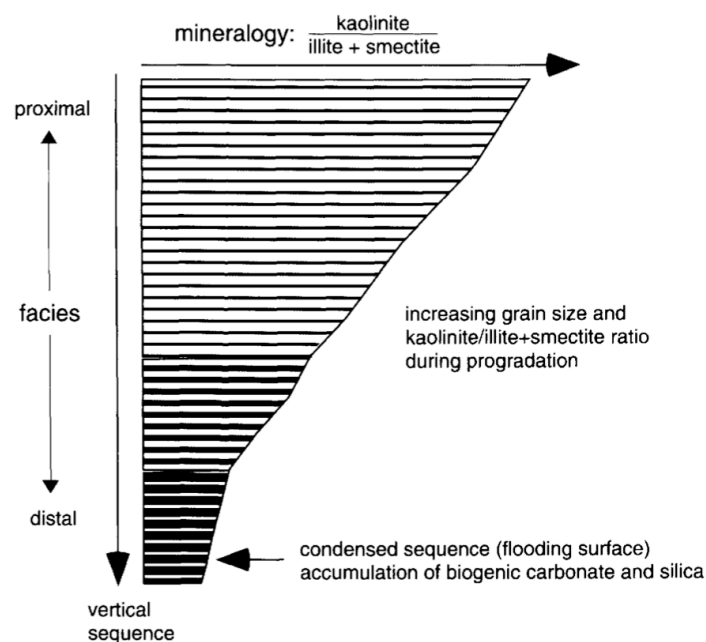 mineralogy: kaolinite
illite + smectite
proximal
facies
increasing grain size and
kaolinite/illite+smectite ratio
during progradation
distal
condensed sequence (flooding surface)
accumulation of biogenic carbonate and silica
vertical
sequence